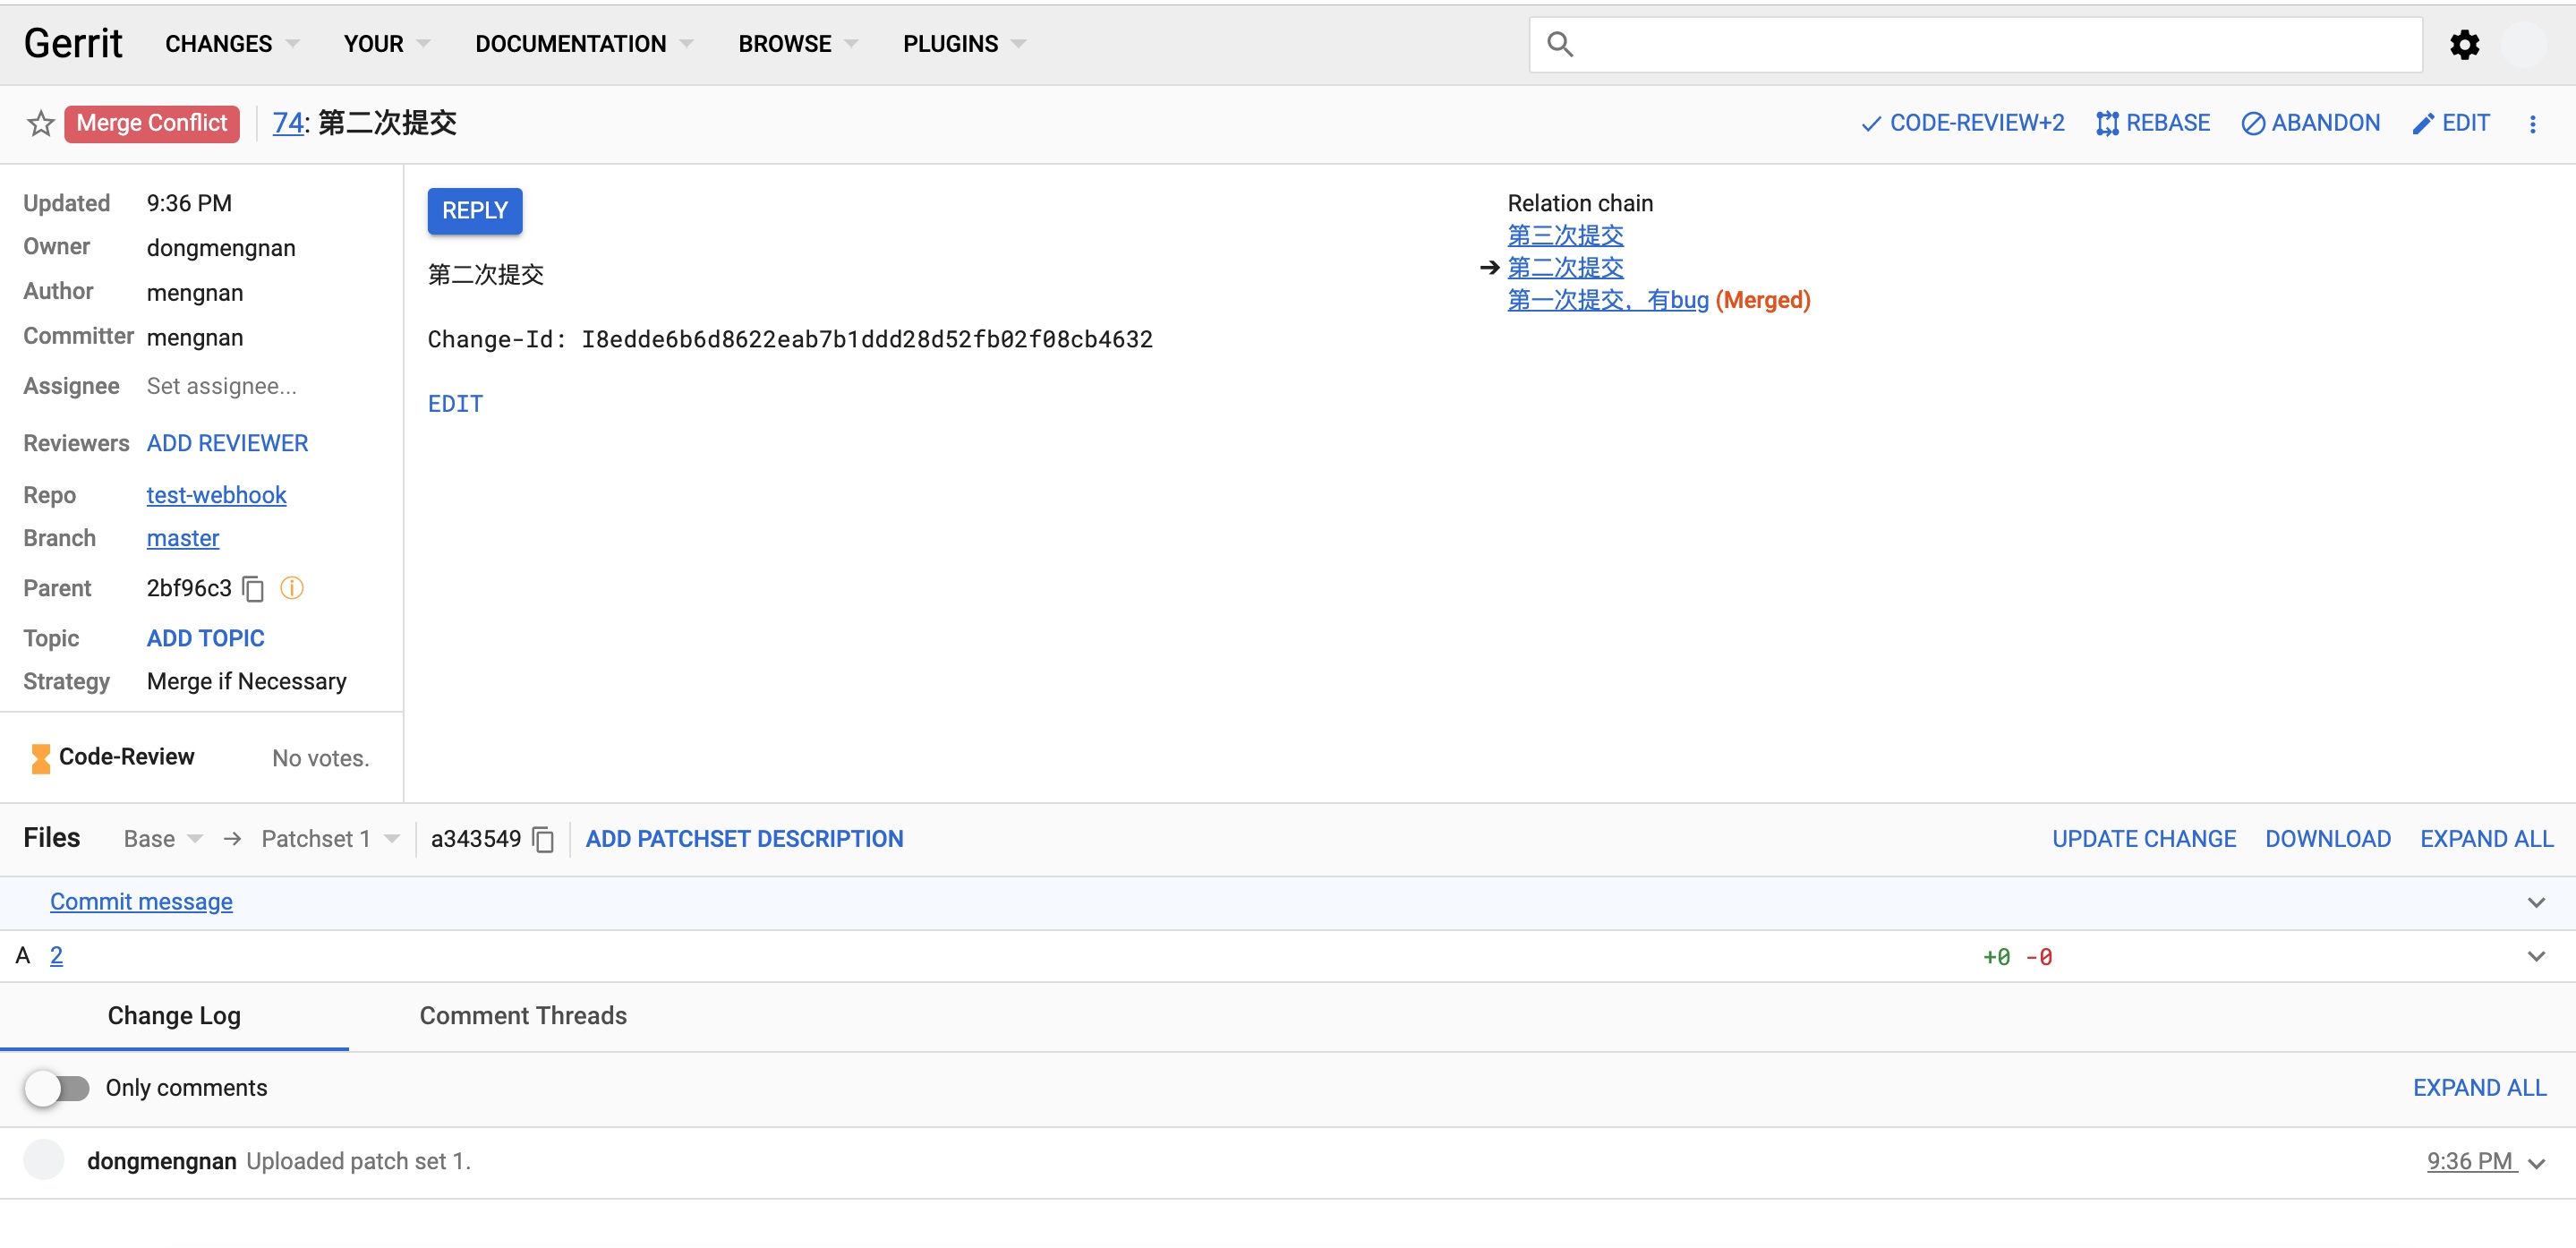 Gerrit CHANGES YOUR DOCUMENTATION BROWSE PLUGINS
Merge Conflict 74: 第二次提交 CODE-REVIEW+2 REBASE ABANDON EDIT
Updated 9:36 PM
Owner dongmengnan
Author mengnan
Committer mengnan
Assignee Set assignee...
Reviewers ADD REVIEWER
Repo test-webhook
Branch master
Parent 2bf96c3
Topic ADD TOPIC
Strategy Merge if Necessary
Code-Review No votes.
REPLY
第二次提交
Change-Id: I8edde6b6d8622eab7b1ddd28d52fb02f08cb4632
EDIT
Relation chain
第三次提交
➔ 第二次提交
第一次提交，有bug (Merged)
Files Base → Patchset 1 a343549 ADD PATCHSET DESCRIPTION UPDATE CHANGE DOWNLOAD EXPAND ALL
Commit message
A 2 +0 -0
Change Log Comment Threads
Only comments EXPAND ALL
dongmengnan Uploaded patch set 1. 9:36 PM